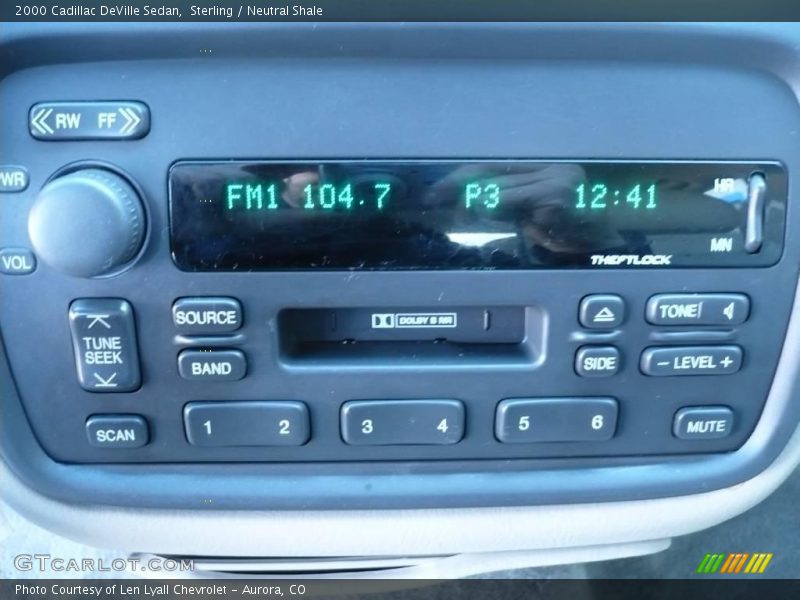 2000 Cadillac DeVille Sedan, Sterling / Neutral Shale
RW FF
PWR
FM1 104.7 P3 12:41
HR
MN
THEFTLOCK
VOL
SOURCE
DOLBY B NR
TONE
TUNE
SEEK
BAND
SIDE
− LEVEL +
SCAN
1 2
3 4
5 6
MUTE
GTCarLot.com
Photo Courtesy of Len Lyall Chevrolet - Aurora, CO